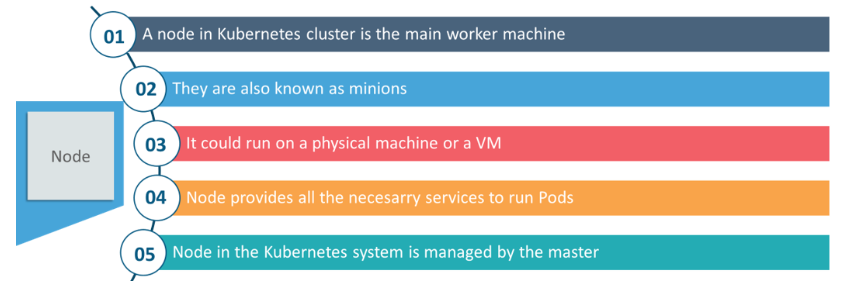 01 A node in Kubernetes cluster is the main worker machine
02 They are also known as minions
03 It could run on a physical machine or a VM
Node
04 Node provides all the necesarry services to run Pods
05 Node in the Kubernetes system is managed by the master